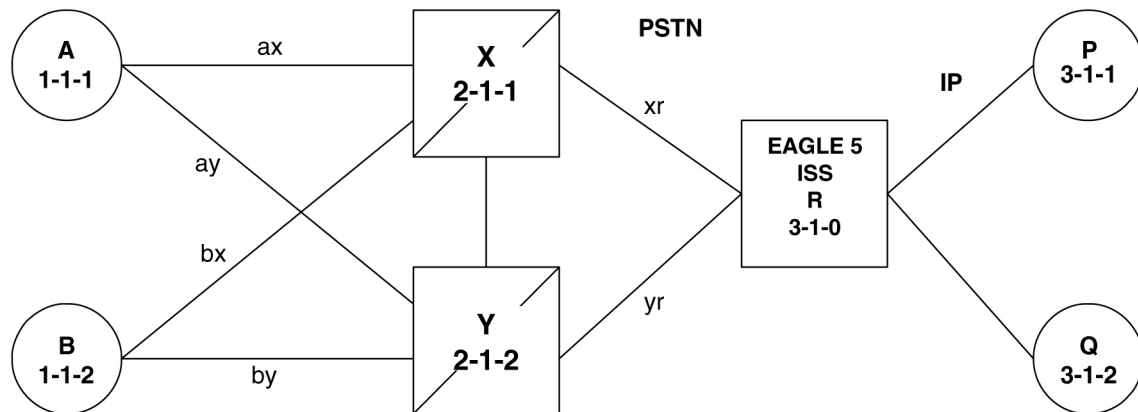 A
1-1-1
ax
X
2-1-1
PSTN
xr
IP
P
3-1-1
ay
bx
EAGLE 5
ISS
R
3-1-0
B
1-1-2
by
Y
2-1-2
yr
Q
3-1-2